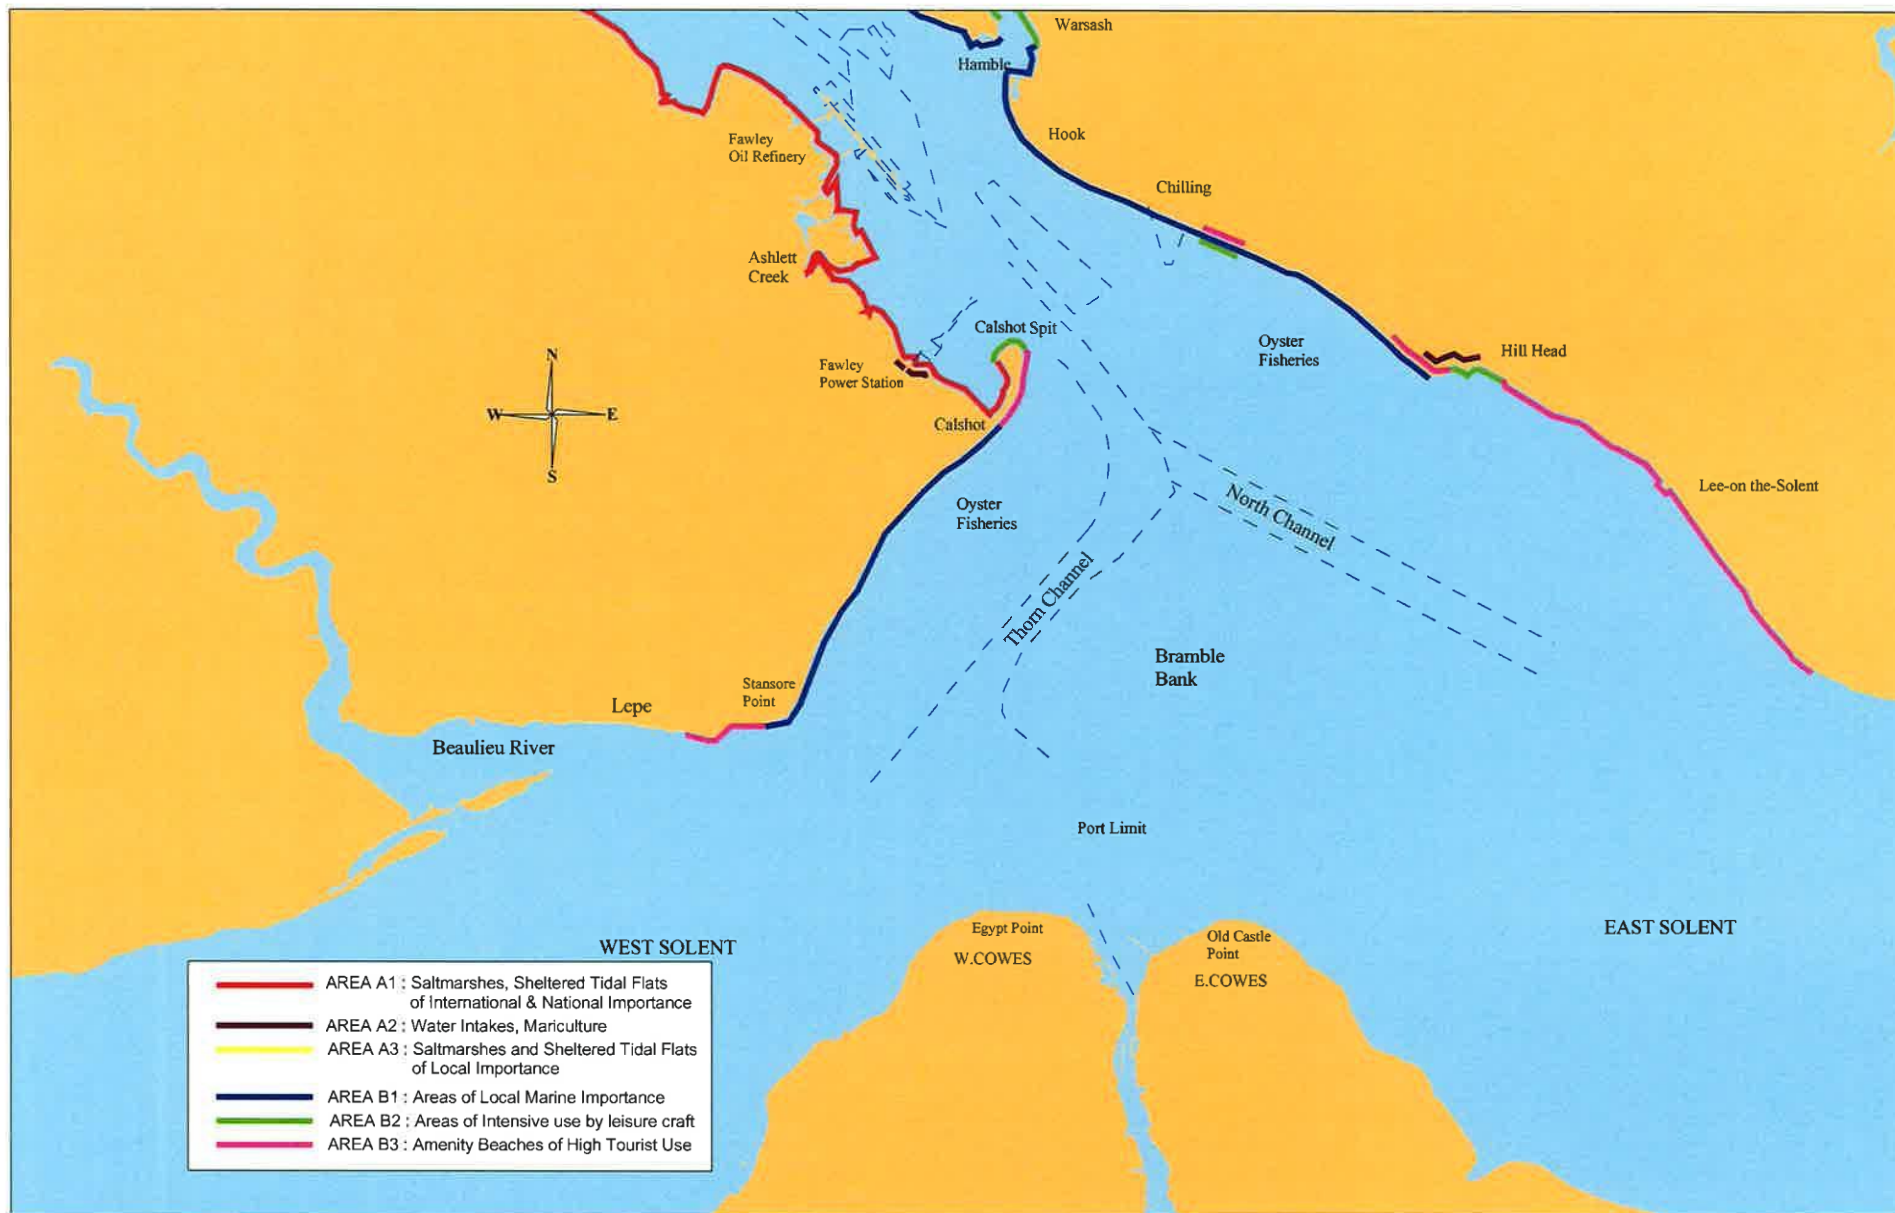 Warsash
Hamble
Hook
Fawley
Oil Refinery
Chilling
Ashlett
Creek
Calshot Spit
Oyster
Fisheries
Hill Head
Fawley
Power Station
N
W
E
S
Calshot
Lee-on the-Solent
North Channel
Oyster
Fisheries
Thorn Channel
Bramble
Bank
Stansore
Point
Lepe
Beaulieu River
Port Limit
Egypt Point
W.COWES
Old Castle
Point
E.COWES
EAST SOLENT
WEST SOLENT
AREA A1 : Saltmarshes, Sheltered Tidal Flats
of International & National Importance
AREA A2 : Water Intakes, Mariculture
AREA A3 : Saltmarshes and Sheltered Tidal Flats
of Local Importance
AREA B1 : Areas of Local Marine Importance
AREA B2 : Areas of Intensive use by leisure craft
AREA B3 : Amenity Beaches of High Tourist Use